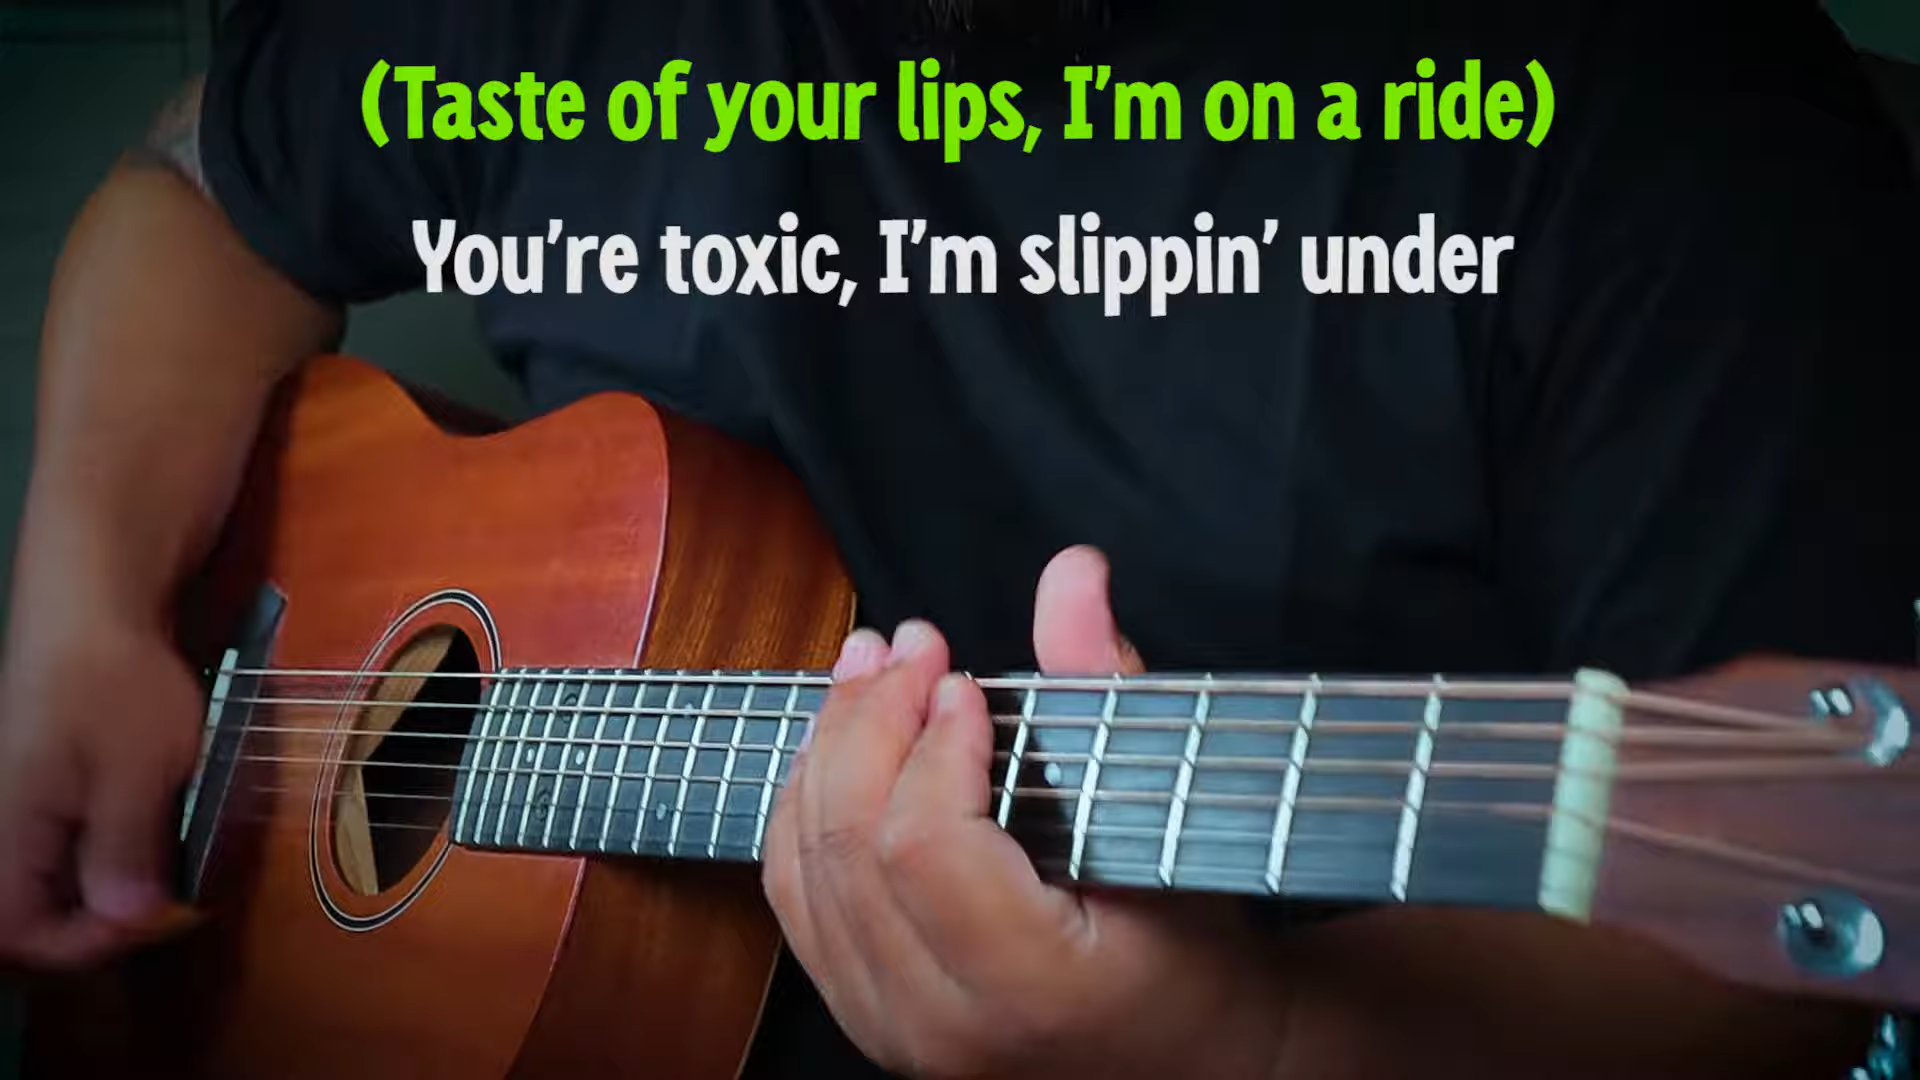 (Taste of your lips, I'm on a ride)
You're toxic, I'm slippin' under